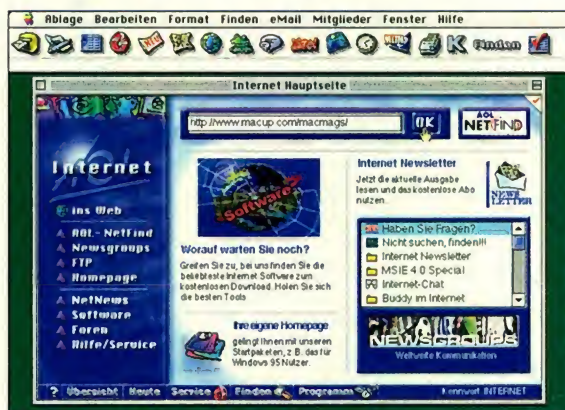 Ablage Bearbeiten Format Finden eMail Mitglieder Fenster Hilfe
Finden
Internet Hauptseite
http://www.macup.com/macmags/
OK
AOL
NETFIND
Internet
ins Web
AOL-NetFind
Newsgroups
FTP
Homepage
NetNews
Software
Foren
Hilfe/Service
Software
Worauf warten Sie noch?
Greifen Sie zu, bei uns finden Sie die
beliebteste Internet Software zum
kostenlosen Download. Holen Sie sich
die besten Tools
Ihre eigene Homepage
gelingt Ihnen mit unseren
Startpaketen, z.B. das für
Windows 95 Nutzer.
Internet Newsletter
Jetzt die aktuelle Ausgabe
lesen und das kostenlose Abo
nutzen.
NEWS
LETTER
Haben Sie Fragen?
Nicht suchen, finden!!!
Internet Newsletter
MSIE 4.0 Special
Internet-Chat
Buddy im Internet
NEWSGROUPS
Weltweite Kommunikation
? Übersicht Heute Service Finden Programm
Kennwort INTERNET